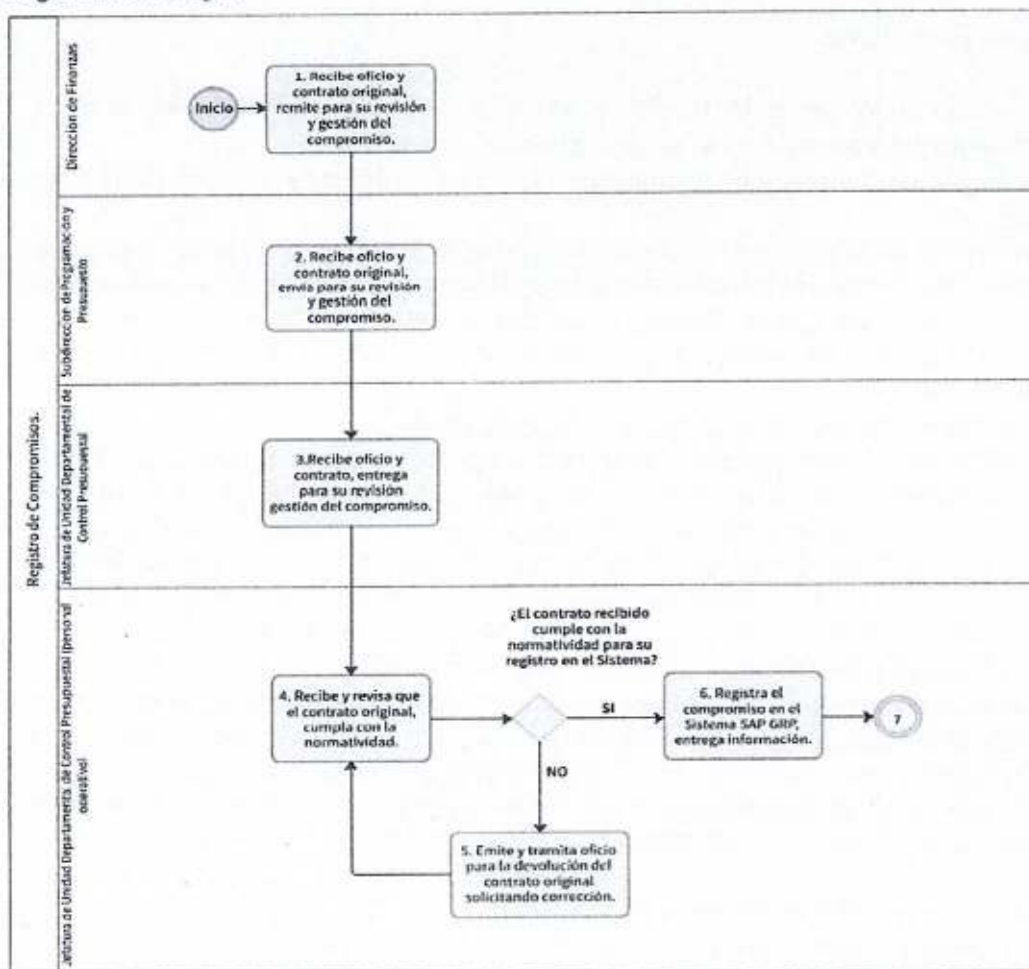 Registro de Compromisos.
Direccion de Finanzas
Inicio
1. Recibe oficio y
contrato original,
remite para su revisión
y gestión del
compromiso.
Subdireccion de Programacion y
Presupuesto
2. Recibe oficio y
contrato original,
envía para su revisión
y gestión del
compromiso.
Jefatura de Unidad Departamental de
Control Presupuestal
3.Recibe oficio y
contrato, entrega
para su revisión
gestión del compromiso.
Jefatura de Unidad Departamental de Control Presupuestal (personal
operativo)
¿El contrato recibido
cumple con la
normatividad para su
registro en el Sistema?
4. Recibe y revisa que
el contrato original,
cumpla con la
normatividad.
SI
6. Registra el
compromiso en el
Sistema SAP GRP,
entrega información.
7
NO
5. Emite y tramita oficio
para la devolución del
contrato original
solicitando corrección.